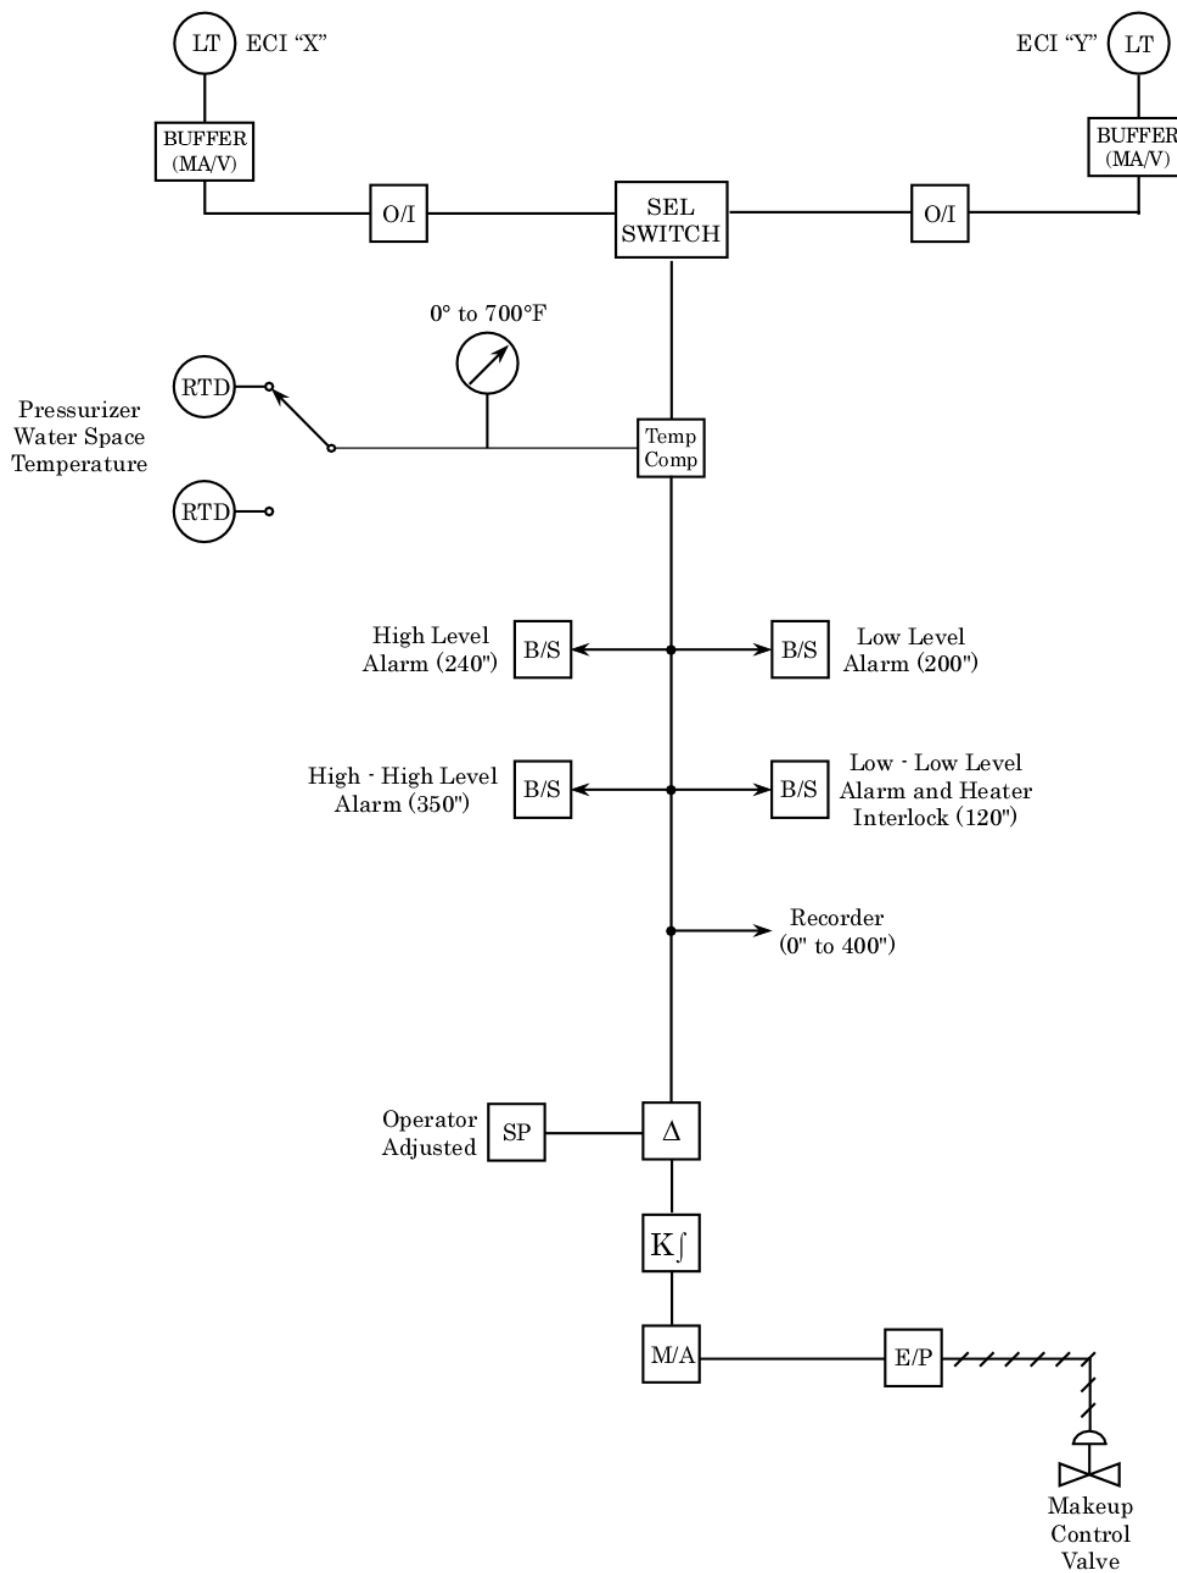 LT
ECI “X”
ECI “Y”
LT
BUFFER
(MA/V)
BUFFER
(MA/V)
O/I
SEL
SWITCH
O/I
0° to 700°F
RTD
Pressurizer
Water Space
Temperature
Temp
Comp
RTD
High Level
Alarm (240")
B/S
B/S
Low Level
Alarm (200")
High - High Level
Alarm (350")
B/S
B/S
Low - Low Level
Alarm and Heater
Interlock (120")
Recorder
(0" to 400")
Operator
Adjusted
SP
Δ
K∫
M/A
E/P
Makeup
Control
Valve